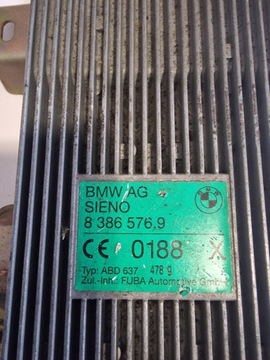 BMW AG
SIENO
8 386 576,9
CE 0188 X
Typ: ABD 637 478 g
Zul.-Inh.: FUBA Automotive GmbH